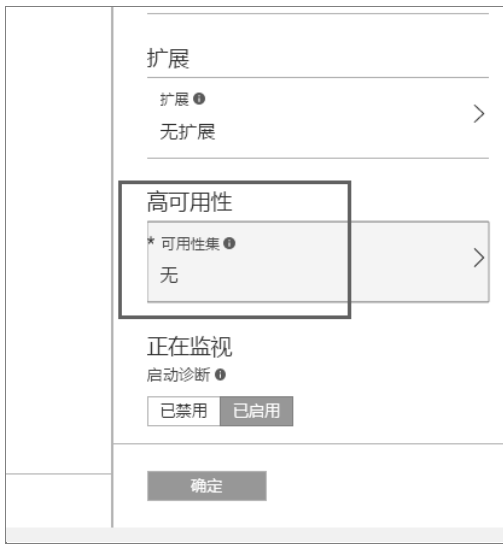 扩展
扩展
无扩展
高可用性
* 可用性集
无
正在监视
启动诊断
已禁用 已启用
确定